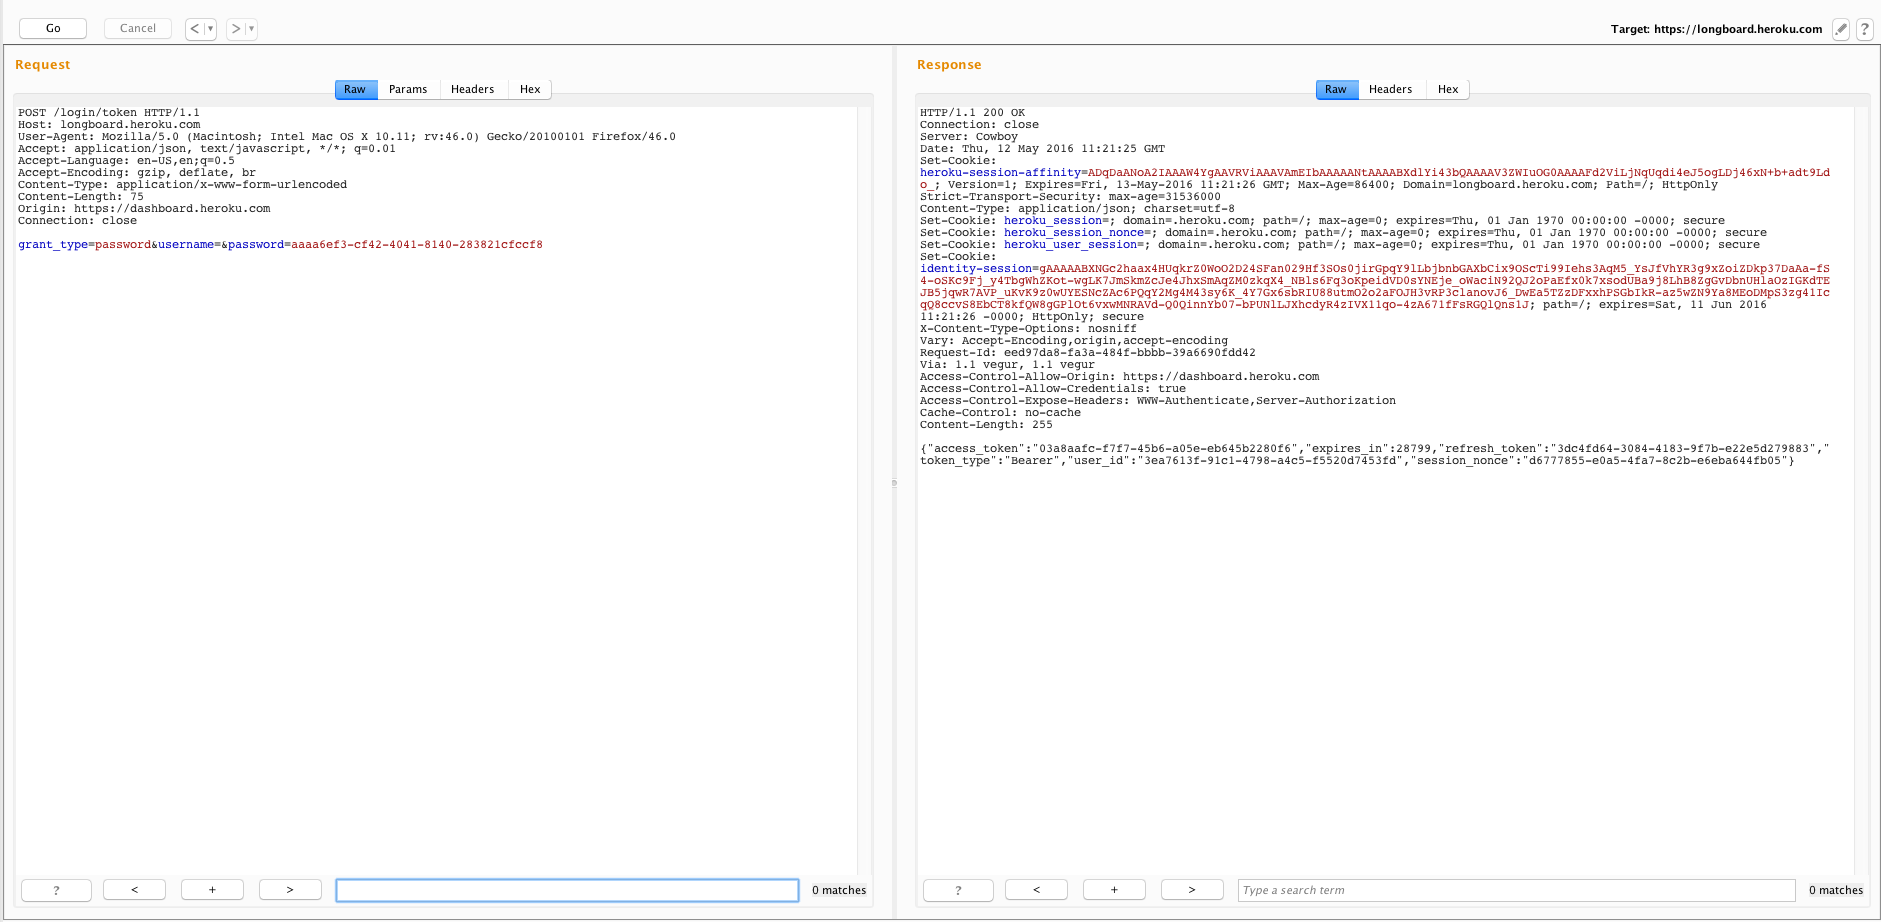 Go
Cancel
< ▼
> ▼
Target: https://longboard.heroku.com
?
Request
Raw
Params
Headers
Hex
POST /login/token HTTP/1.1
Host: longboard.heroku.com
User-Agent: Mozilla/5.0 (Macintosh; Intel Mac OS X 10.11; rv:46.0) Gecko/20100101 Firefox/46.0
Accept: application/json, text/javascript, */*; q=0.01
Accept-Language: en-US,en;q=0.5
Accept-Encoding: gzip, deflate, br
Content-Type: application/x-www-form-urlencoded
Content-Length: 75
Origin: https://dashboard.heroku.com
Connection: close
grant_type=password&username=&password=aaaa6ef3-cf42-4041-8140-283821cfccf8
?
<
+
>
0 matches
Response
Raw
Headers
Hex
HTTP/1.1 200 OK
Connection: close
Server: Cowboy
Date: Thu, 12 May 2016 11:21:25 GMT
Set-Cookie:
heroku-session-affinity=ADqDaANoA2IAAAW4YgAAVRViAAAVAmEIbAAAAANtAAAABXdlYi43bQAAAAV3ZWIuOG0AAAAFd2ViLjNqUqdi4eJ5ogLDj46xN+b+adt9Ld
o_; Version=1; Expires=Fri, 13-May-2016 11:21:26 GMT; Max-Age=86400; Domain=longboard.heroku.com; Path=/; HttpOnly
Strict-Transport-Security: max-age=31536000
Content-Type: application/json; charset=utf-8
Set-Cookie: heroku_session=; domain=.heroku.com; path=/; max-age=0; expires=Thu, 01 Jan 1970 00:00:00 -0000; secure
Set-Cookie: heroku_session_nonce=; domain=.heroku.com; path=/; max-age=0; expires=Thu, 01 Jan 1970 00:00:00 -0000; secure
Set-Cookie: heroku_user_session=; domain=.heroku.com; path=/; max-age=0; expires=Thu, 01 Jan 1970 00:00:00 -0000; secure
Set-Cookie:
identity-session=gAAAAABXNGc2haax4HUqkrZ0WoO2D24SFan029Hf3SOs0jirGpqY9lLbjbnbGAXbCix9OScTi99Iehs3AqM5_YsJfVhYR3g9xZoiZDkp37DaAa-fS
4-oSKc9Fj_y4TbgWhZKot-wgLK7JmSkmZcJe4JhxSmAqZM0zkqX4_NBls6Fq3oKpeidVD0sYNEje_oWaciN92QJ2oPaEfx0k7xsodUBa9j8LhB8ZgGvDbnUHlaOzIGKdTE
JB5jqwR7AVP_uKvK9z0wUYESNcZAc6PQqY2Mg4M43sy6K_4Y7Gx6sbRIU88utmO2o2aFOJH3vRP3clanovJ6_DwEa5TZzDFxxhPSGbIkR-az5wZN9Ya8MEoDMpS3zg41Ic
qQ8ccvS8EbCT8kfQW8gGPlOt6vxwMNRAVd-Q0QinnYb07-bPUNlLJXhcdyR4zIVX11qo-4zA671fFsRGQlQns1J; path=/; expires=Sat, 11 Jun 2016
11:21:26 -0000; HttpOnly; secure
X-Content-Type-Options: nosniff
Vary: Accept-Encoding,origin,accept-encoding
Request-Id: eed97da8-fa3a-484f-bbbb-39a6690fdd42
Via: 1.1 vegur, 1.1 vegur
Access-Control-Allow-Origin: https://dashboard.heroku.com
Access-Control-Allow-Credentials: true
Access-Control-Expose-Headers: WWW-Authenticate,Server-Authorization
Cache-Control: no-cache
Content-Length: 255
{"access_token":"03a8aafc-f7f7-45b6-a05e-eb645b2280f6","expires_in":28799,"refresh_token":"3dc4fd64-3084-4183-9f7b-e22e5d279883","
token_type":"Bearer","user_id":"3ea7613f-91c1-4798-a4c5-f5520d7453fd","session_nonce":"d6777855-e0a5-4fa7-8c2b-e6eba644fb05"}
?
<
+
>
Type a search term
0 matches